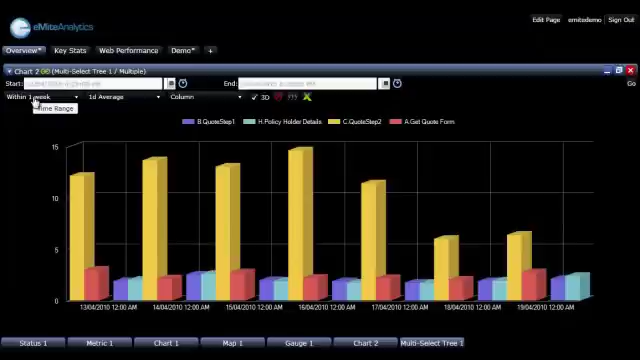 eMiteAnalytics
Edit Page emitedemo Sign Out
Overview* Key Stats Web Performance Demo* +
Chart 2 (Multi-Select Tree 1 / Multiple)
Start: End: Go
Within 1 week 1d Average Column 3D
Time Range
B.QuoteStep1 H.Policy Holder Details C.QuoteStep2 A.Get Quote Form
15
10
5
0
13/04/2010 12:00 AM 14/04/2010 12:00 AM 15/04/2010 12:00 AM 16/04/2010 12:00 AM 17/04/2010 12:00 AM 18/04/2010 12:00 AM 19/04/2010 12:00 AM
Status 1 Metric 1 Chart 1 Map 1 Gauge 1 Chart 2 Multi-Select Tree 1